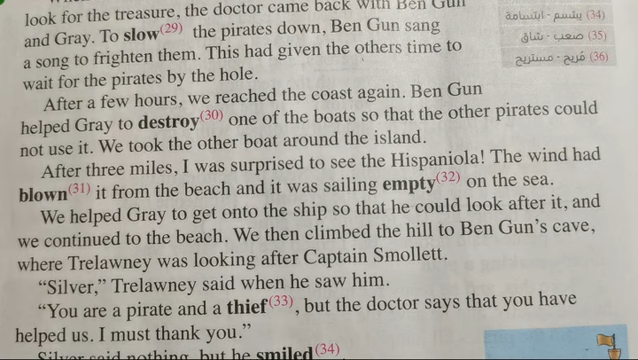 look for the treasure, the doctor came back with Ben Gun
and Gray. To slow(29) the pirates down, Ben Gun sang
a song to frighten them. This had given the others time to
wait for the pirates by the hole.
After a few hours, we reached the coast again. Ben Gun
helped Gray to destroy(30) one of the boats so that the other pirates could
not use it. We took the other boat around the island.
After three miles, I was surprised to see the Hispaniola! The wind had
blown(31) it from the beach and it was sailing empty(32) on the sea.
We helped Gray to get onto the ship so that he could look after it, and
we continued to the beach. We then climbed the hill to Ben Gun's cave,
where Trelawney was looking after Captain Smollett.
“Silver,” Trelawney said when he saw him.
“You are a pirate and a thief(33), but the doctor says that you have
helped us. I must thank you.”
Silver said nothing, but he smiled(34)
(34) يبتسم - ابتسامة
(35) صعب - شاق
(36) مُريح - مستريح